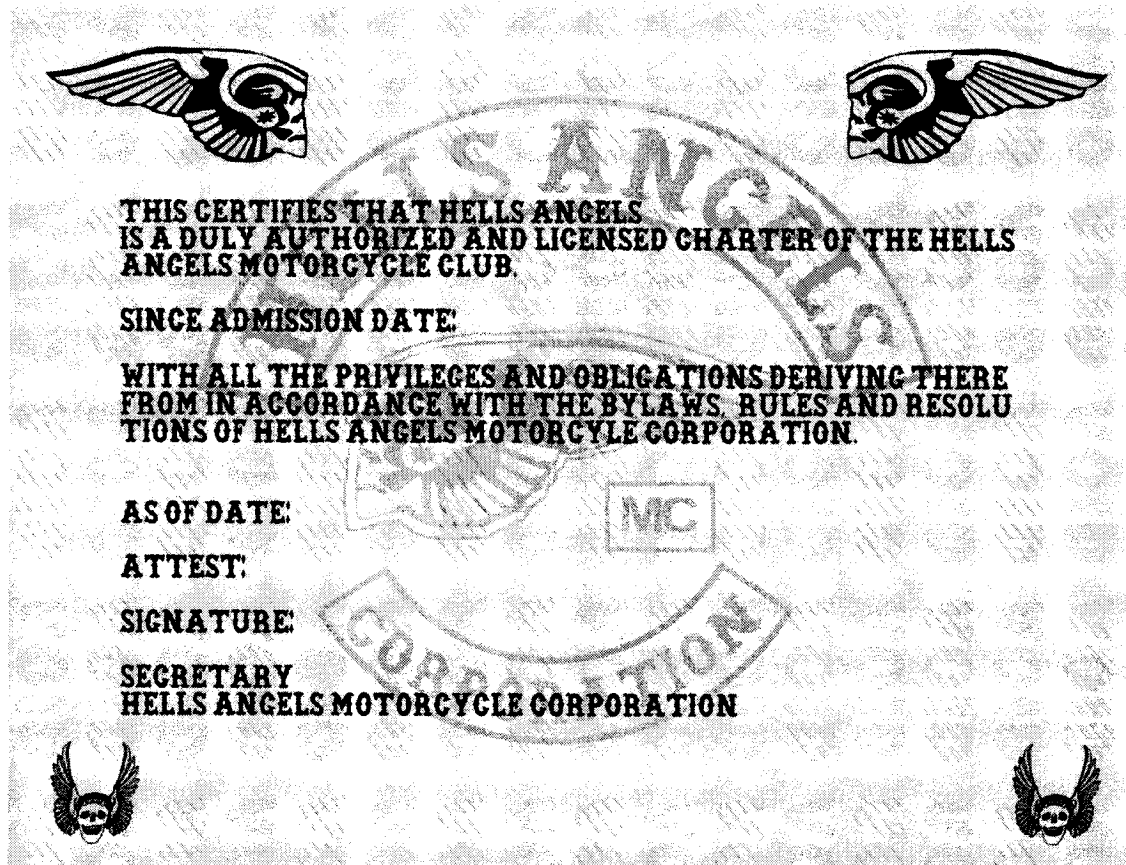 HELLS ANGELS
THIS CERTIFIES THAT HELLS ANGELS
IS A DULY AUTHORIZED AND LICENSED CHARTER OF THE HELLS
ANGELS MOTORCYCLE CLUB.
SINCE ADMISSION DATE:
WITH ALL THE PRIVILEGES AND OBLIGATIONS DERIVING THERE
FROM IN ACCORDANCE WITH THE BYLAWS, RULES AND RESOLU
TIONS OF HELLS ANGELS MOTORCYLE CORPORATION.
AS OF DATE:
MC
ATTEST:
SIGNATURE:
CORPORATION
SECRETARY
HELLS ANGELS MOTORCYCLE CORPORATION